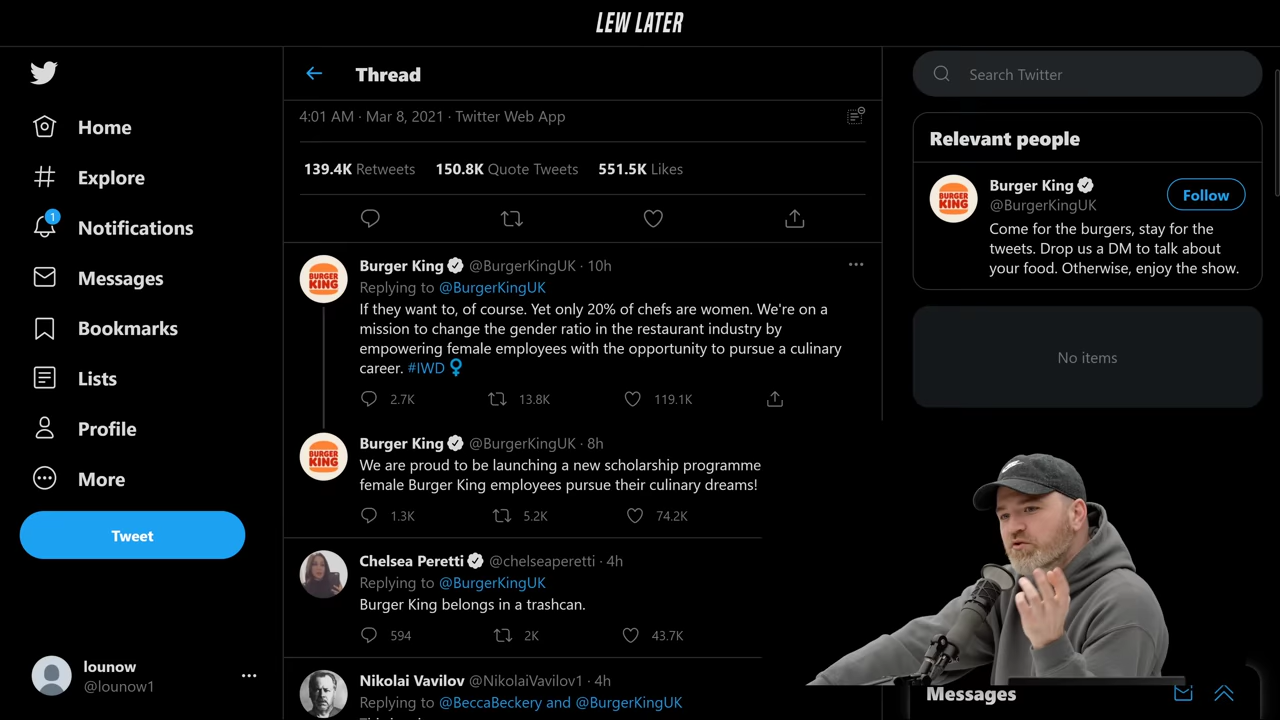 LEW LATER
Home
Explore
1
Notifications
Messages
Bookmarks
Lists
Profile
More
Tweet
lounow
@lounow1
Thread
4:01 AM · Mar 8, 2021 · Twitter Web App
139.4K Retweets 150.8K Quote Tweets 551.5K Likes
BURGER KING
Burger King @BurgerKingUK · 10h
Replying to @BurgerKingUK
If they want to, of course. Yet only 20% of chefs are women. We're on a
mission to change the gender ratio in the restaurant industry by
empowering female employees with the opportunity to pursue a culinary
career. #IWD
2.7K 13.8K 119.1K
BURGER KING
Burger King @BurgerKingUK · 8h
We are proud to be launching a new scholarship programme
female Burger King employees pursue their culinary dreams!
1.3K 5.2K 74.2K
Chelsea Peretti @chelseaperetti · 4h
Replying to @BurgerKingUK
Burger King belongs in a trashcan.
594 2K 43.7K
Nikolai Vavilov @NikolaiVavilov1 · 4h
Replying to @BeccaBeckery and @BurgerKingUK
Search Twitter
Relevant people
BURGER KING
Burger King
@BurgerKingUK
Follow
Come for the burgers, stay for the
tweets. Drop us a DM to talk about
your food. Otherwise, enjoy the show.
No items
Messages